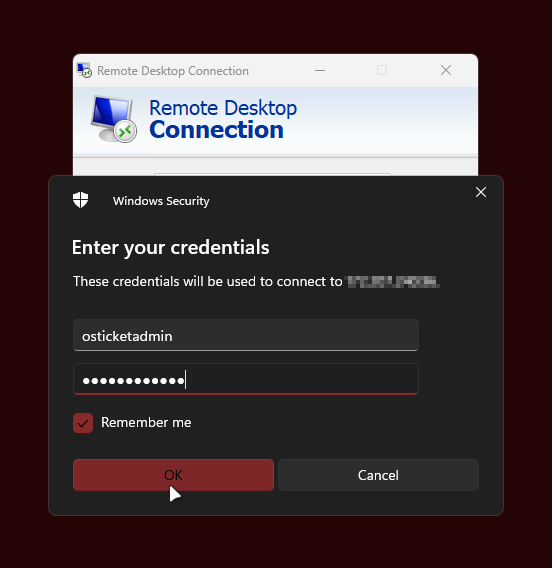 Remote Desktop Connection
Remote Desktop
Connection
Windows Security
Enter your credentials
These credentials will be used to connect to
osticketadmin
●●●●●●●●●●●●
Remember me
OK
Cancel